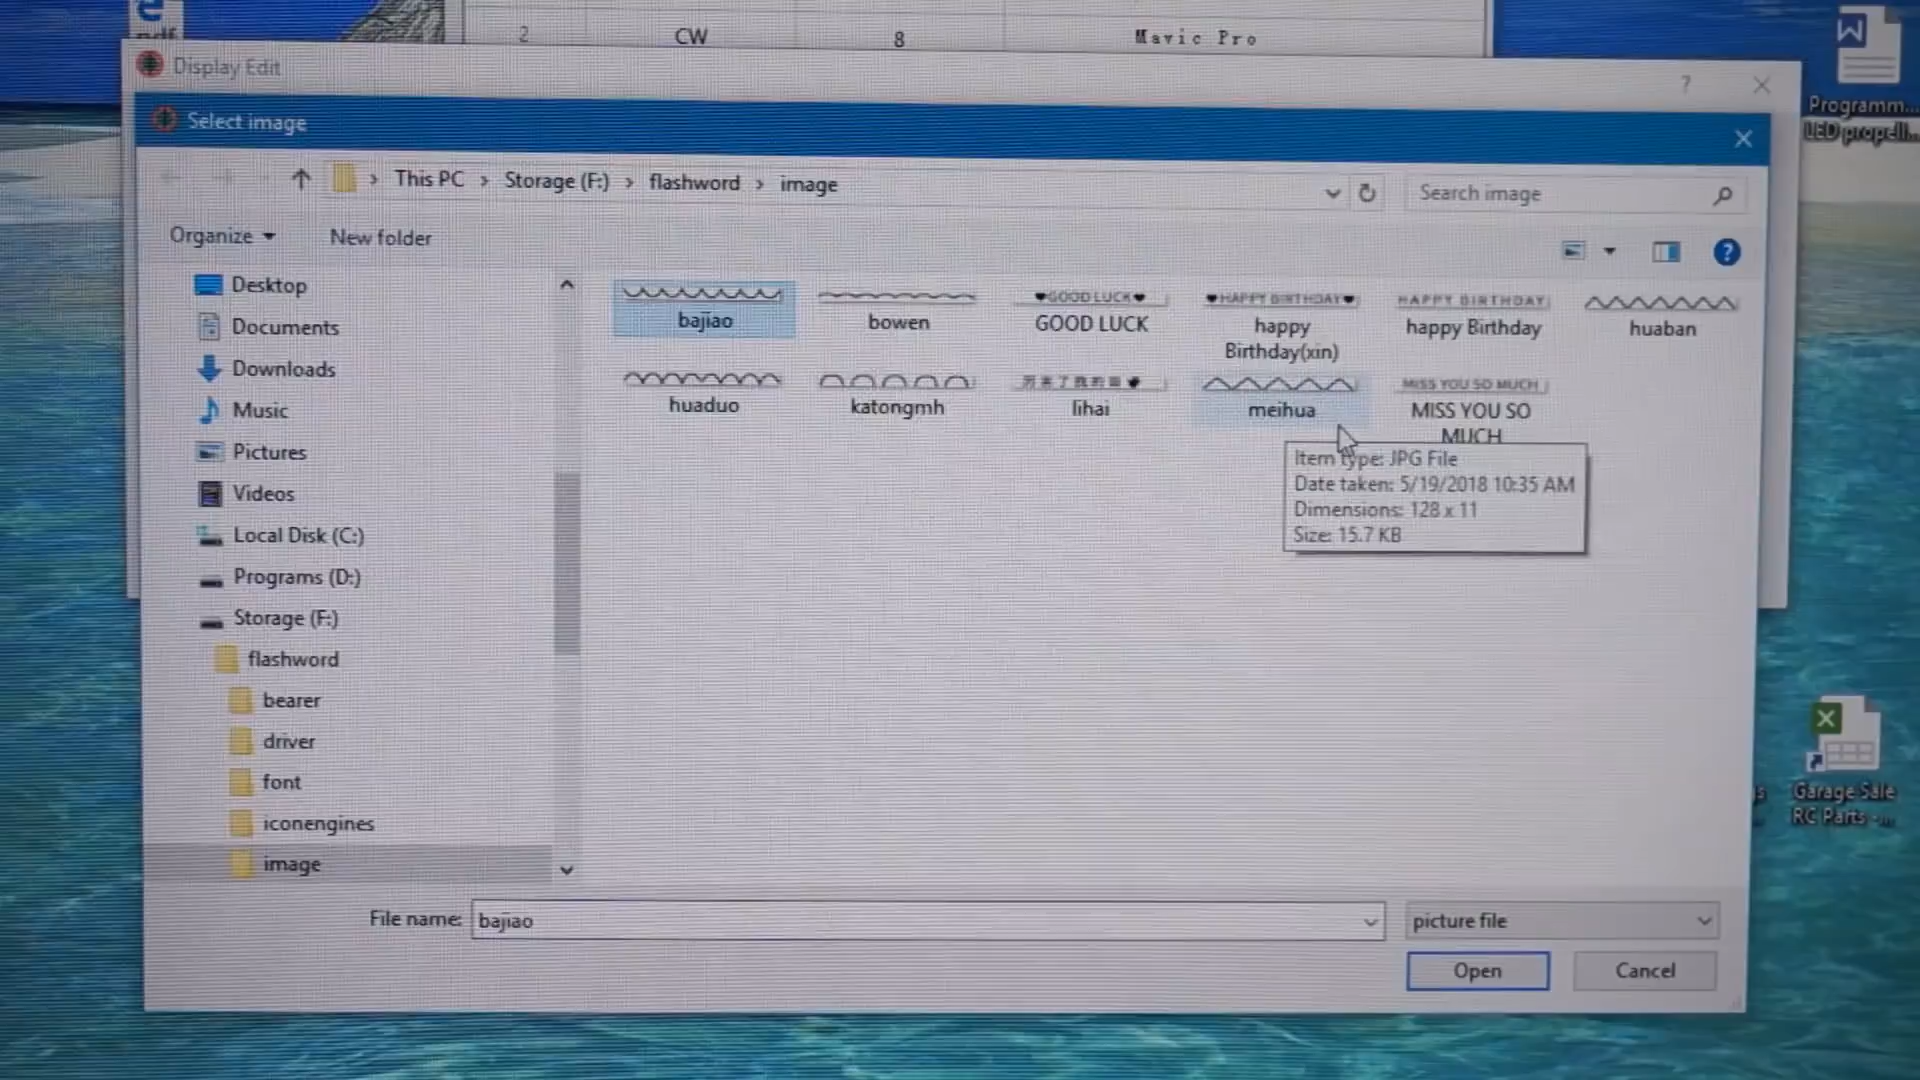 pdf
2 CW 8 Mavic Pro
Display Edit
?
Programm...
LED propell...
Select image
This PC > Storage (F:) > flashword > image
Search image
Organize
New folder
?
Desktop
Documents
Downloads
Music
Pictures
Videos
Local Disk (C:)
Programs (D:)
Storage (F:)
flashword
bearer
driver
font
iconengines
image
bajiao
bowen
♥GOOD LUCK♥
GOOD LUCK
♥HAPPY BIRTHDAY♥
happy
Birthday(xin)
HAPPY BIRTHDAY
happy Birthday
huaban
huaduo
katongmh
lihai
meihua
MISS YOU SO MUCH
MISS YOU SO
MUCH
Item type: JPG File
Date taken: 5/19/2018 10:35 AM
Dimensions: 128 x 11
Size: 15.7 KB
Garage Sale
RC Parts -...
File name: bajiao
picture file
Open
Cancel